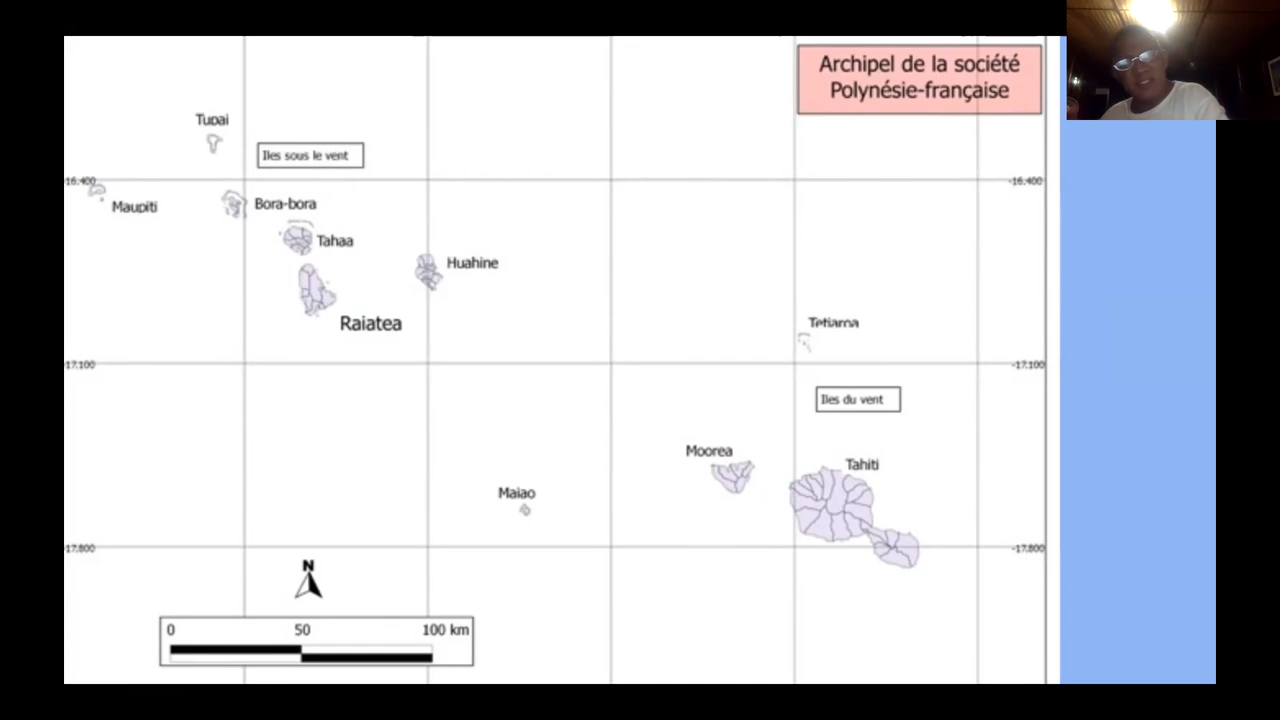 Archipel de la société
Polynésie-française
Tupai
Iles sous le vent
-16.400
-16.400
Maupiti
Bora-bora
Tahaa
Huahine
Raiatea
Tetiaroa
-17.100
-17.100
Iles du vent
Moorea
Tahiti
Maiao
-17.800
-17.800
N
0 50 100 km